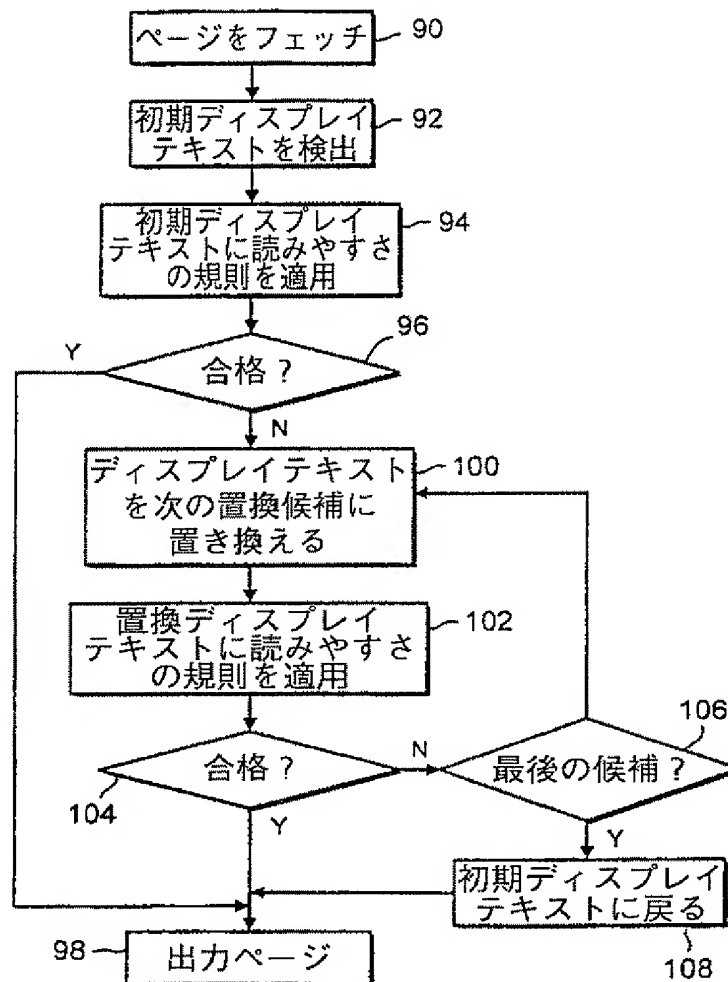 ページをフェッチ
90
初期ディスプレイ
テキストを検出
92
初期ディスプレイ
テキストに読みやすさ
の規則を適用
94
合格?
96
Y
N
ディスプレイテキスト
を次の置換候補に
置き換える
100
置換ディスプレイ
テキストに読みやすさ
の規則を適用
102
合格?
104
N
Y
最後の候補?
106
Y
初期ディスプレイ
テキストに戻る
108
98
出力ページ